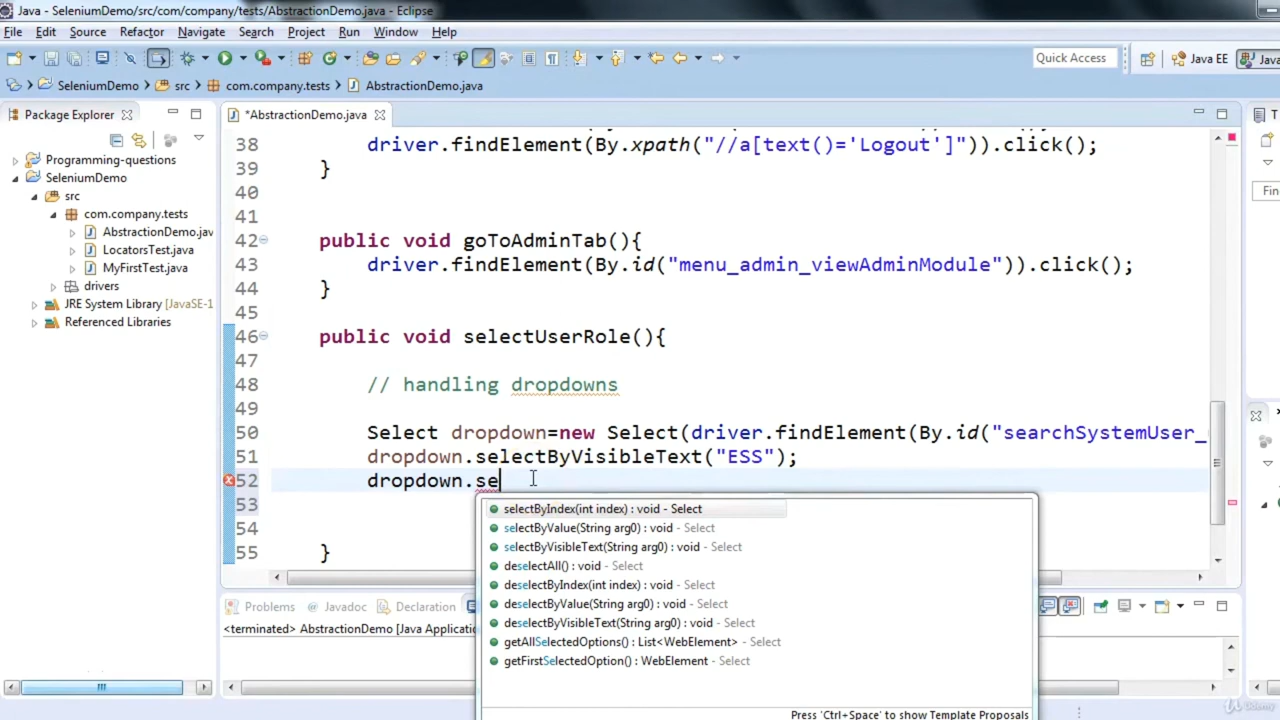 Java - SeleniumDemo/src/com/company/tests/AbstractionDemo.java - Eclipse
File Edit Source Refactor Navigate Search Project Run Window Help
Quick Access Java EE Java
SeleniumDemo src com.company.tests AbstractionDemo.java
Package Explorer
*AbstractionDemo.java
Programming-questions
SeleniumDemo
src
com.company.tests
AbstractionDemo.jav
LocatorsTest.java
MyFirstTest.java
drivers
JRE System Library [JavaSE-1
Referenced Libraries
38 driver.findElement(By.xpath("//a[text()='Logout']")).click();
39 }
40
41
42 public void goToAdminTab(){
43 driver.findElement(By.id("menu_admin_viewAdminModule")).click();
44 }
45
46 public void selectUserRole(){
47
48 // handling dropdowns
49
50 Select dropdown=new Select(driver.findElement(By.id("searchSystemUser_
51 dropdown.selectByVisibleText("ESS");
52 dropdown.se
53
54
55 }
selectByIndex(int index) : void - Select
selectByValue(String arg0) : void - Select
selectByVisibleText(String arg0) : void - Select
deselectAll() : void - Select
deselectByIndex(int index) : void - Select
deselectByValue(String arg0) : void - Select
deselectByVisibleText(String arg0) : void - Select
getAllSelectedOptions() : List<WebElement> - Select
getFirstSelectedOption() : WebElement - Select
Press 'Ctrl+Space' to show Template Proposals
Problems @ Javadoc Declaration
<terminated> AbstractionDemo [Java Applicatio
T
Fin
Udemy